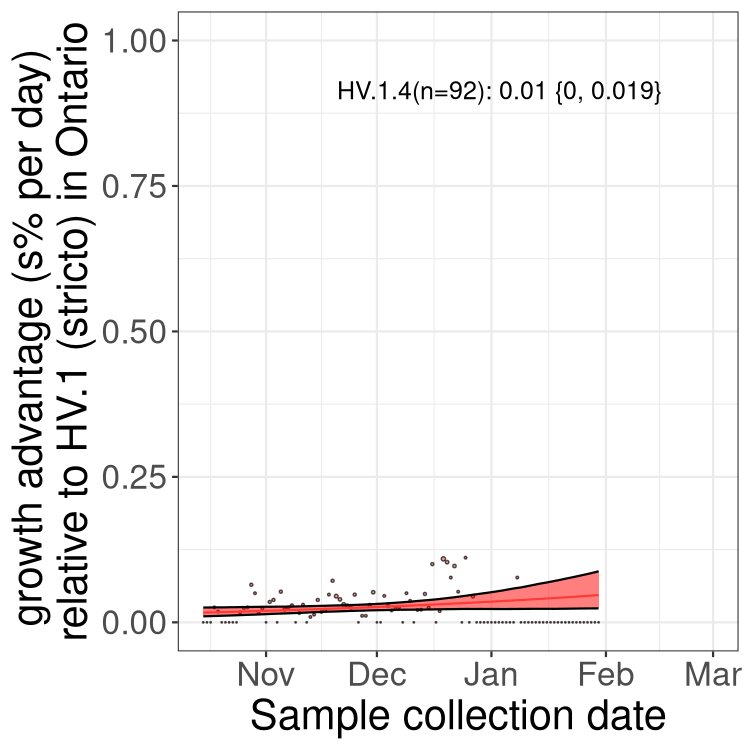 growth advantage (s% per day)
relative to HV.1 (stricto) in Ontario
1.00
HV.1.4(n=92): 0.01 {0, 0.019}
0.75
0.50
0.25
0.00
Nov Dec Jan Feb Mar
Sample collection date